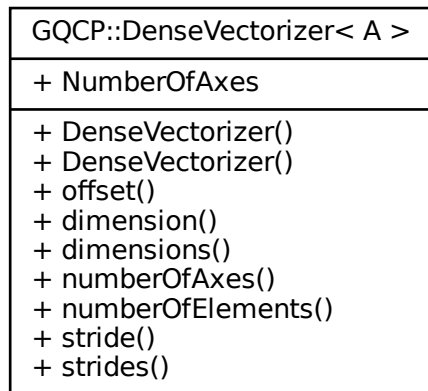 GQCP::DenseVectorizer< A >
+ NumberOfAxes
+ DenseVectorizer()
+ DenseVectorizer()
+ offset()
+ dimension()
+ dimensions()
+ numberOfAxes()
+ numberOfElements()
+ stride()
+ strides()